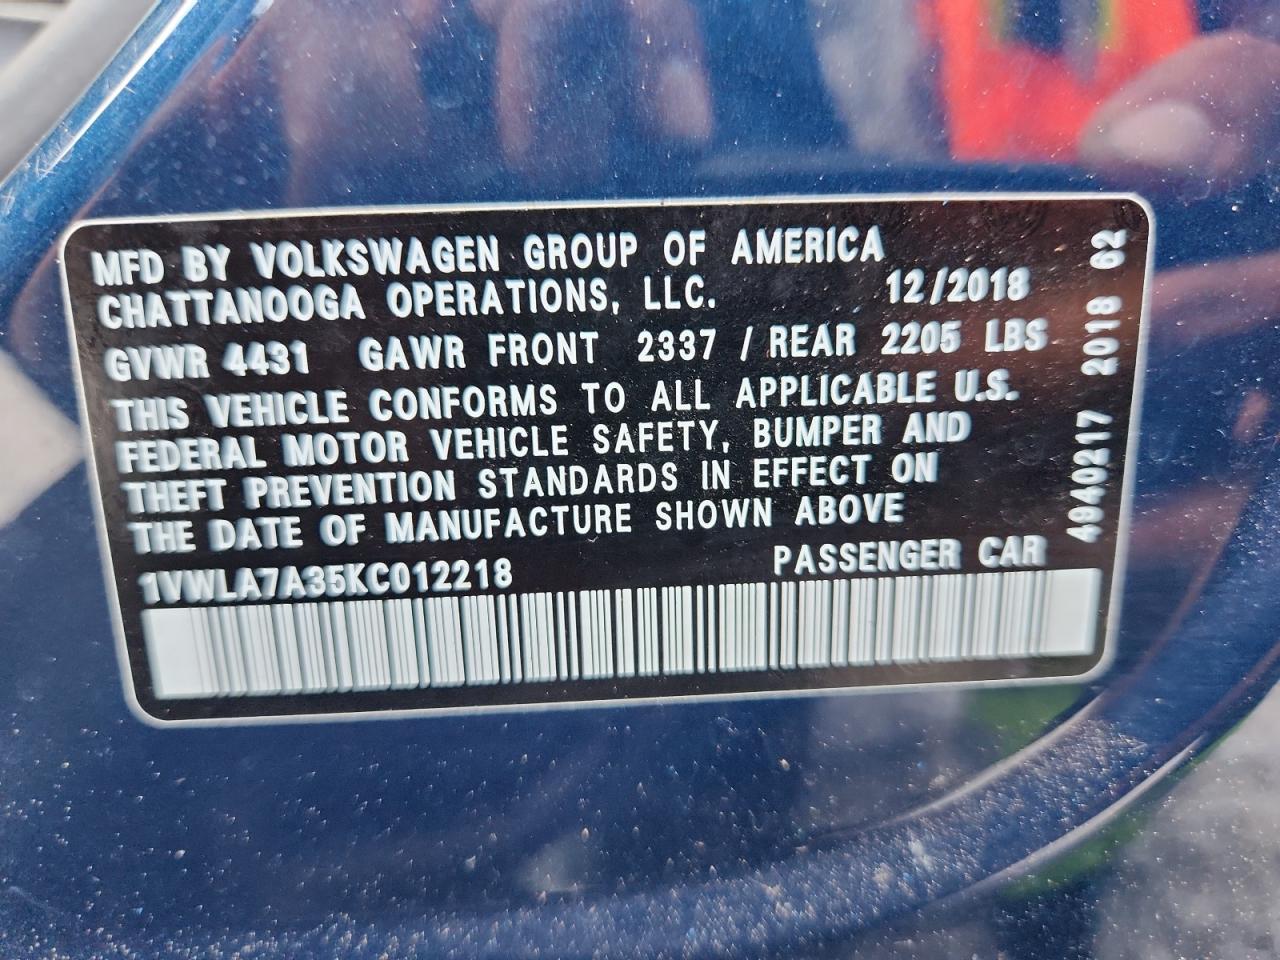 MFD BY VOLKSWAGEN GROUP OF AMERICA
CHATTANOOGA OPERATIONS, LLC. 12/2018
GVWR 4431 GAWR FRONT 2337 / REAR 2205 LBS
THIS VEHICLE CONFORMS TO ALL APPLICABLE U.S.
FEDERAL MOTOR VEHICLE SAFETY, BUMPER AND
THEFT PREVENTION STANDARDS IN EFFECT ON
THE DATE OF MANUFACTURE SHOWN ABOVE
1VWLA7A35KC012218 PASSENGER CAR
4940217 2018 62